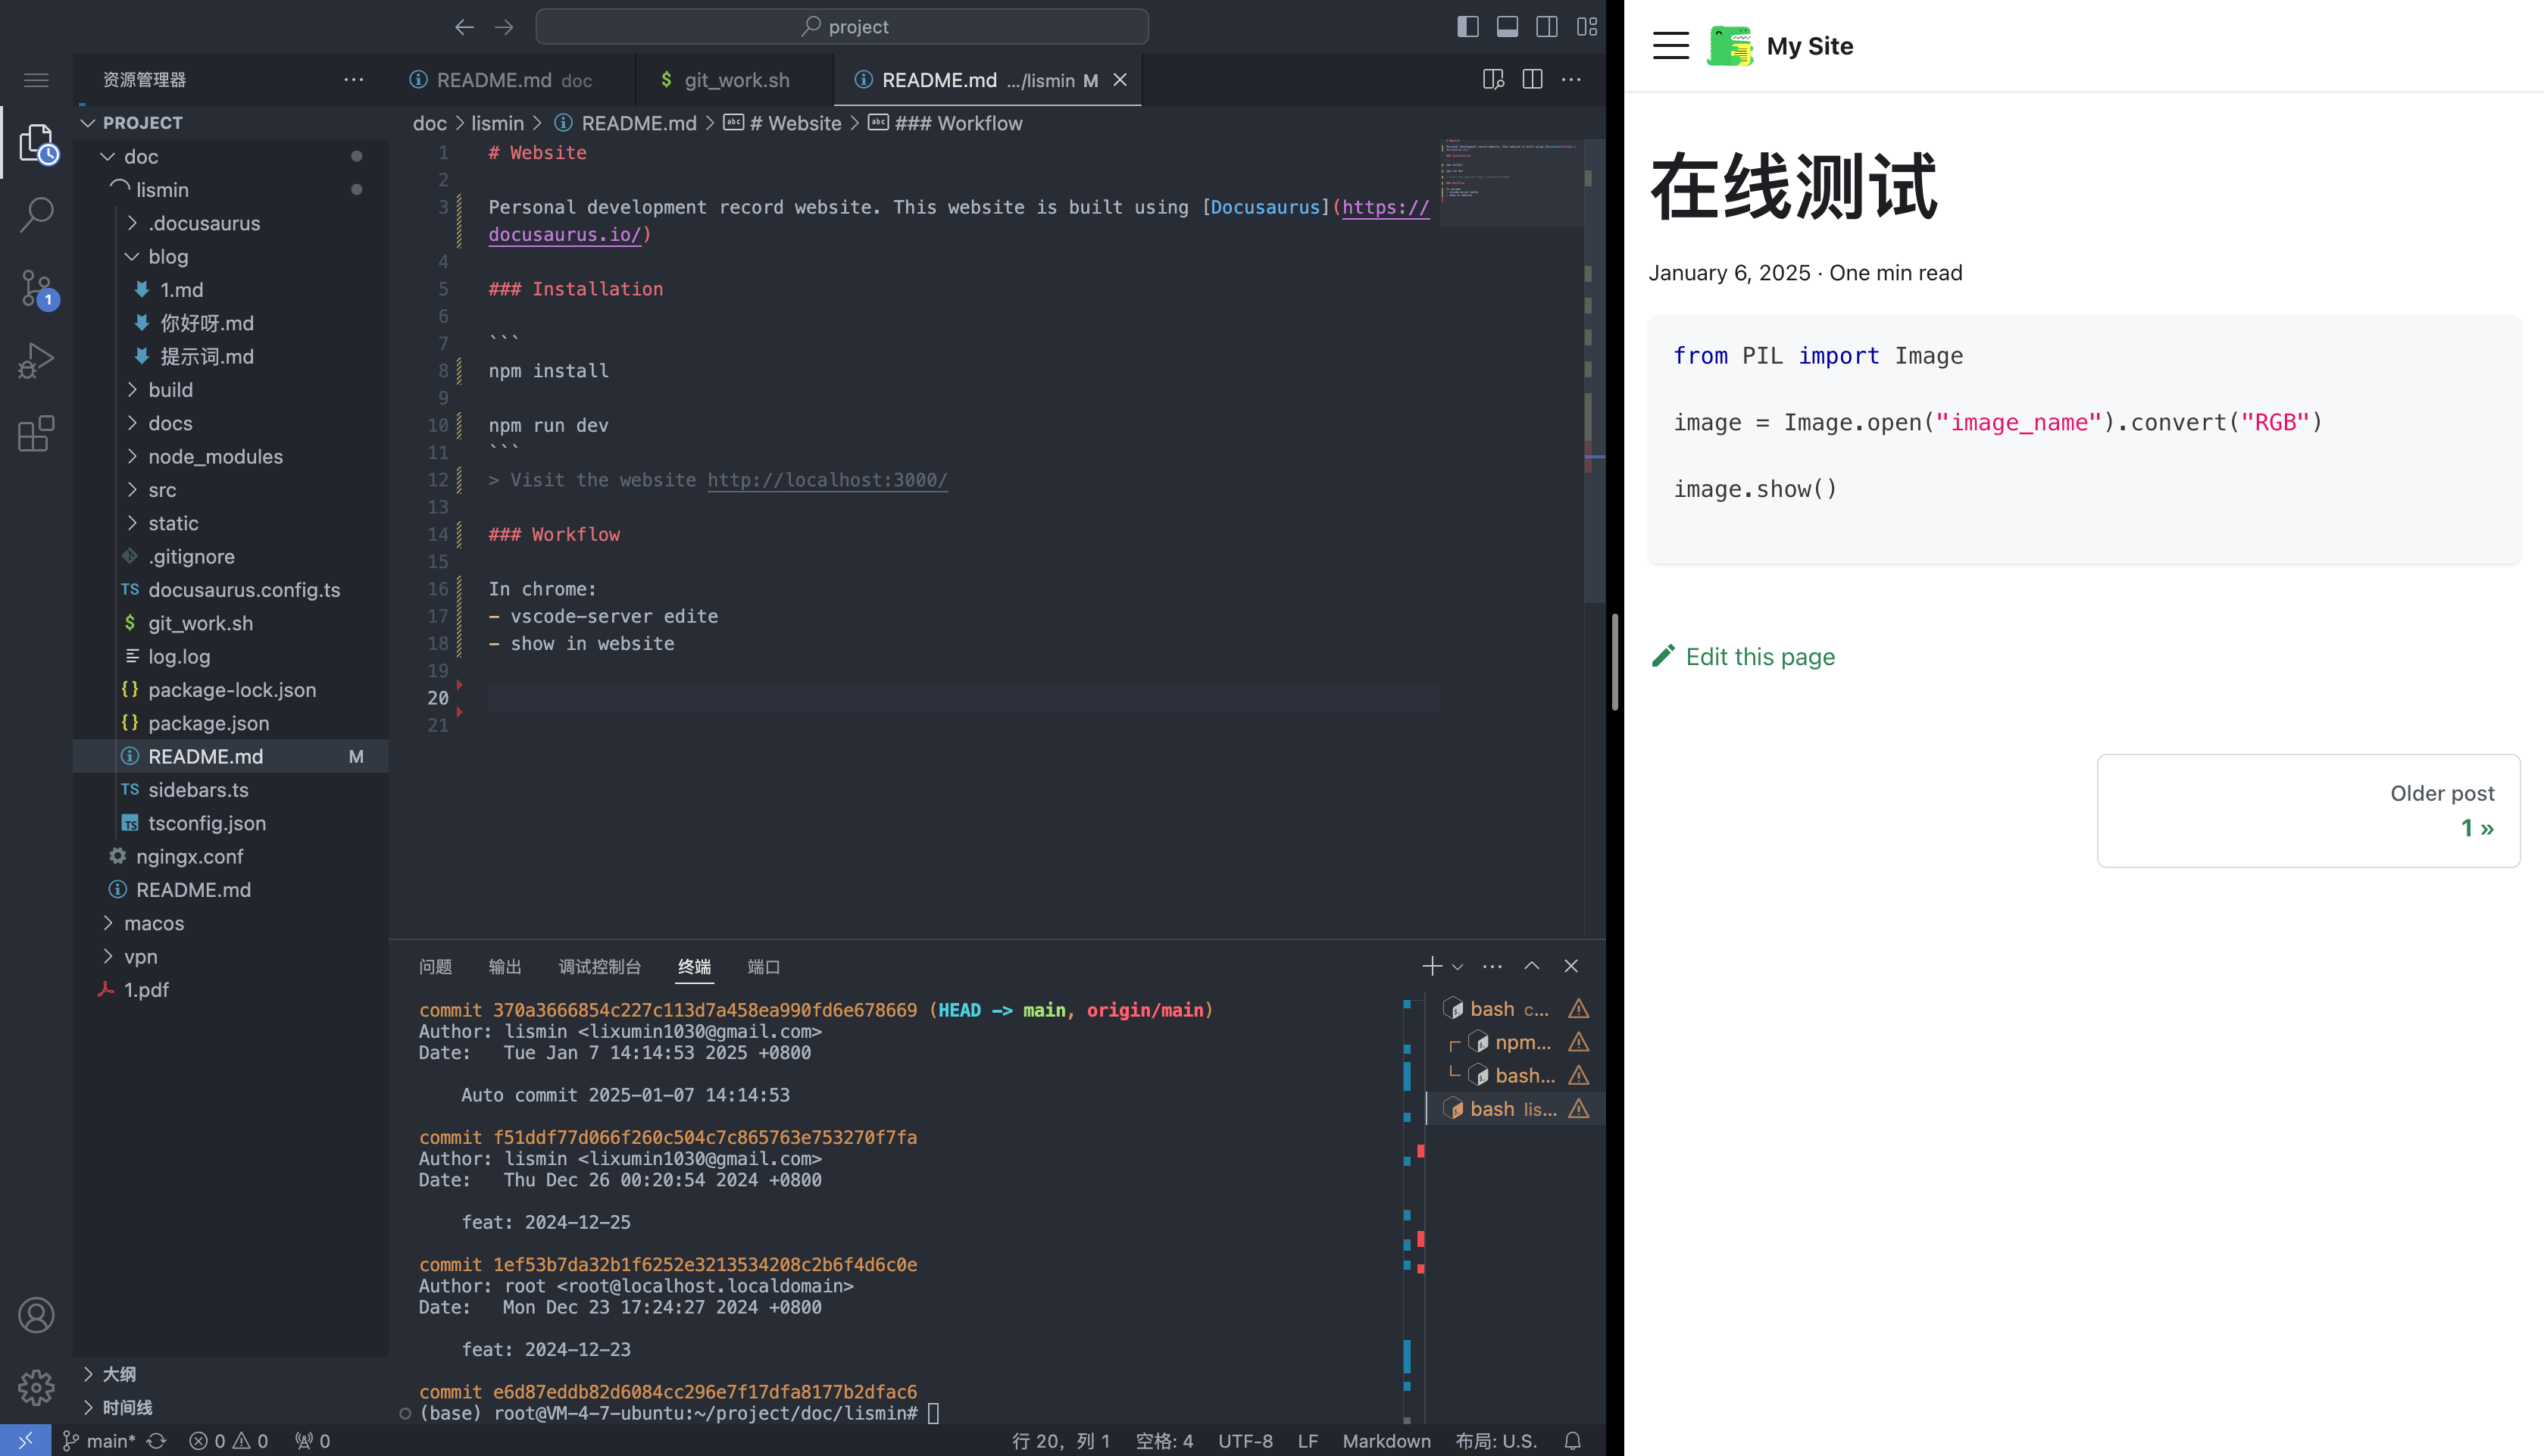 project
资源管理器
README.md doc
git_work.sh
README.md .../lismin M
PROJECT
doc
lismin
.docusaurus
blog
1.md
你好呀.md
提示词.md
build
docs
node_modules
src
static
.gitignore
TS docusaurus.config.ts
$ git_work.sh
log.log
{} package-lock.json
{} package.json
README.md M
TS sidebars.ts
TS tsconfig.json
ngingx.conf
README.md
macos
vpn
1.pdf
大纲
时间线
1
doc > lismin > README.md > # Website > ### Workflow
1 # Website
2
3 Personal development record website. This website is built using [Docusaurus](https://
docusaurus.io/)
4
5 ### Installation
6
7 ```
8 npm install
9
10 npm run dev
11 ```
12 > Visit the website http://localhost:3000/
13
14 ### Workflow
15
16 In chrome:
17 - vscode-server edite
18 - show in website
19
20
21
问题 输出 调试控制台 终端 端口
commit 370a3666854c227c113d7a458ea990fd6e678669 (HEAD -> main, origin/main)
Author: lismin <lixumin1030@gmail.com>
Date:   Tue Jan 7 14:14:53 2025 +0800
Auto commit 2025-01-07 14:14:53
commit f51ddf77d066f260c504c7c865763e753270f7fa
Author: lismin <lixumin1030@gmail.com>
Date:   Thu Dec 26 00:20:54 2024 +0800
feat: 2024-12-25
commit 1ef53b7da32b1f6252e3213534208c2b6f4d6c0e
Author: root <root@localhost.localdomain>
Date:   Mon Dec 23 17:24:27 2024 +0800
feat: 2024-12-23
commit e6d87eddb82d6084cc296e7f17dfa8177b2dfac6
(base) root@VM-4-7-ubuntu:~/project/doc/lismin#
bash c...
npm...
bash...
bash lis...
main* 0 0 0
行 20，列 1 空格: 4 UTF-8 LF Markdown 布局: U.S.
My Site
在线测试
January 6, 2025 · One min read
from PIL import Image
image = Image.open("image_name").convert("RGB")
image.show()
Edit this page
Older post
1 »